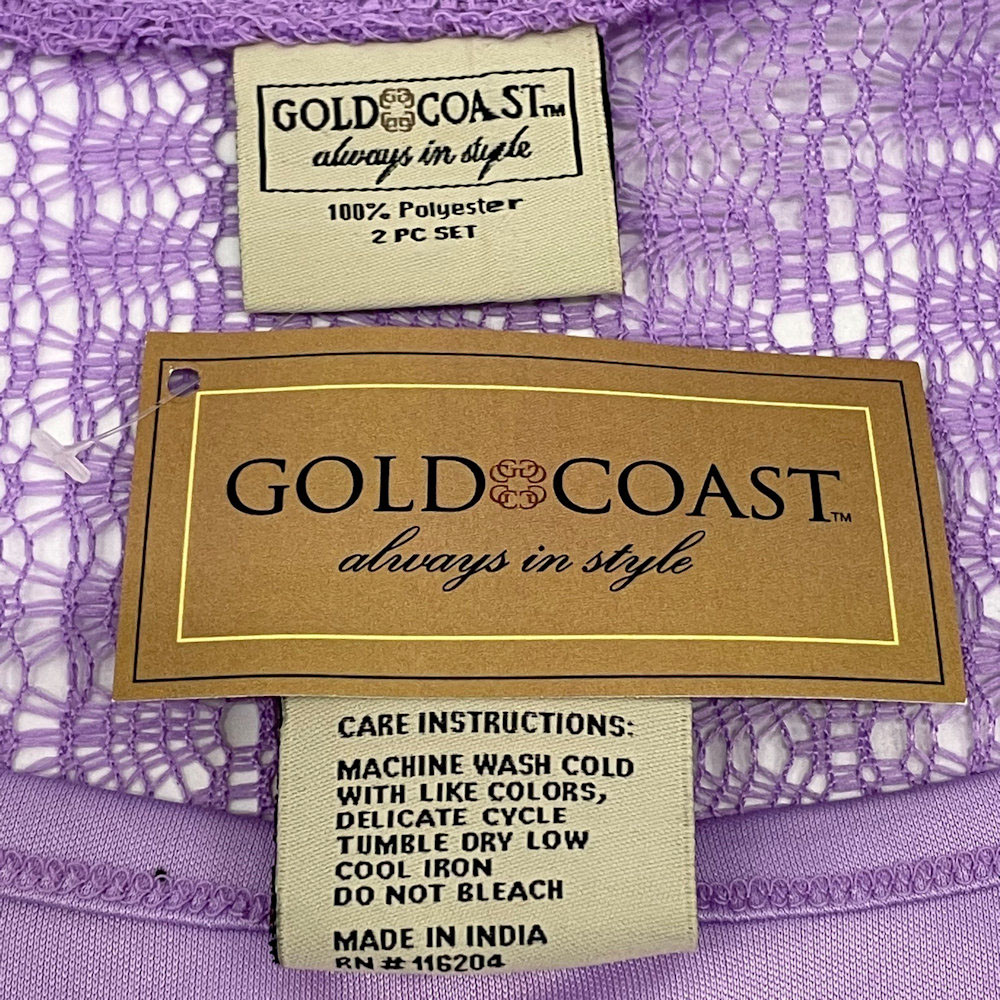 GOLD COAST™
always in style
100% Polyester
2 PC SET
GOLD COAST™
always in style
CARE INSTRUCTIONS:
MACHINE WASH COLD
WITH LIKE COLORS,
DELICATE CYCLE
TUMBLE DRY LOW
COOL IRON
DO NOT BLEACH
MADE IN INDIA
RN # 116204